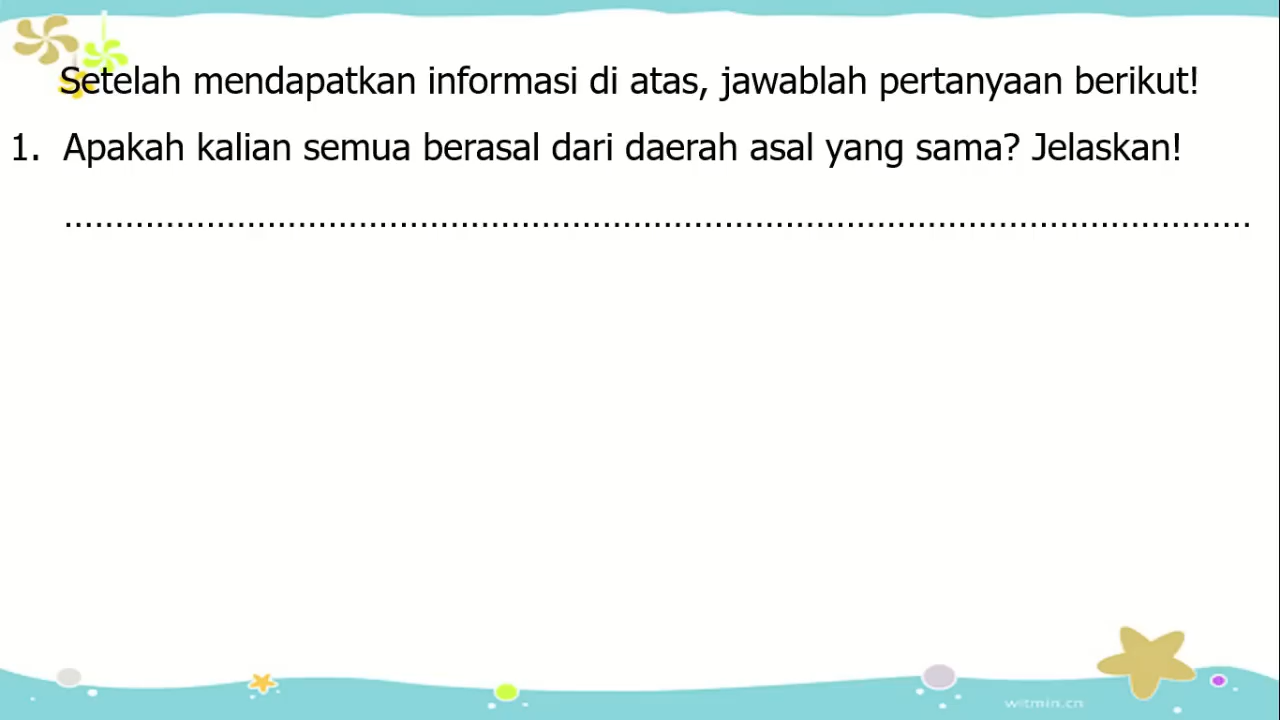 Setelah mendapatkan informasi di atas, jawablah pertanyaan berikut!
1. Apakah kalian semua berasal dari daerah asal yang sama? Jelaskan!
.....................................................................................................................
witmin.cn